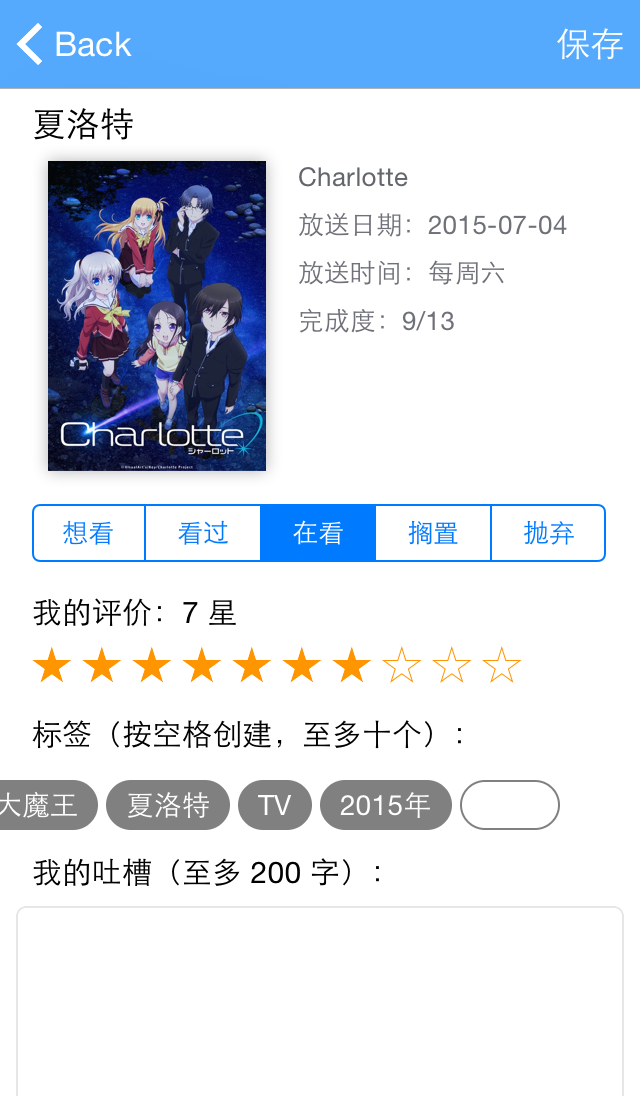 Back
保存
夏洛特
Charlotte
放送日期：2015-07-04
放送时间：每周六
完成度：9/13
Charlotte
シャーロット
想看
看过
在看
搁置
抛弃
我的评价：7 星
★★★★★★★☆☆☆
标签（按空格创建，至多十个）:
大魔王
夏洛特
TV
2015年
我的吐槽（至多 200 字）: